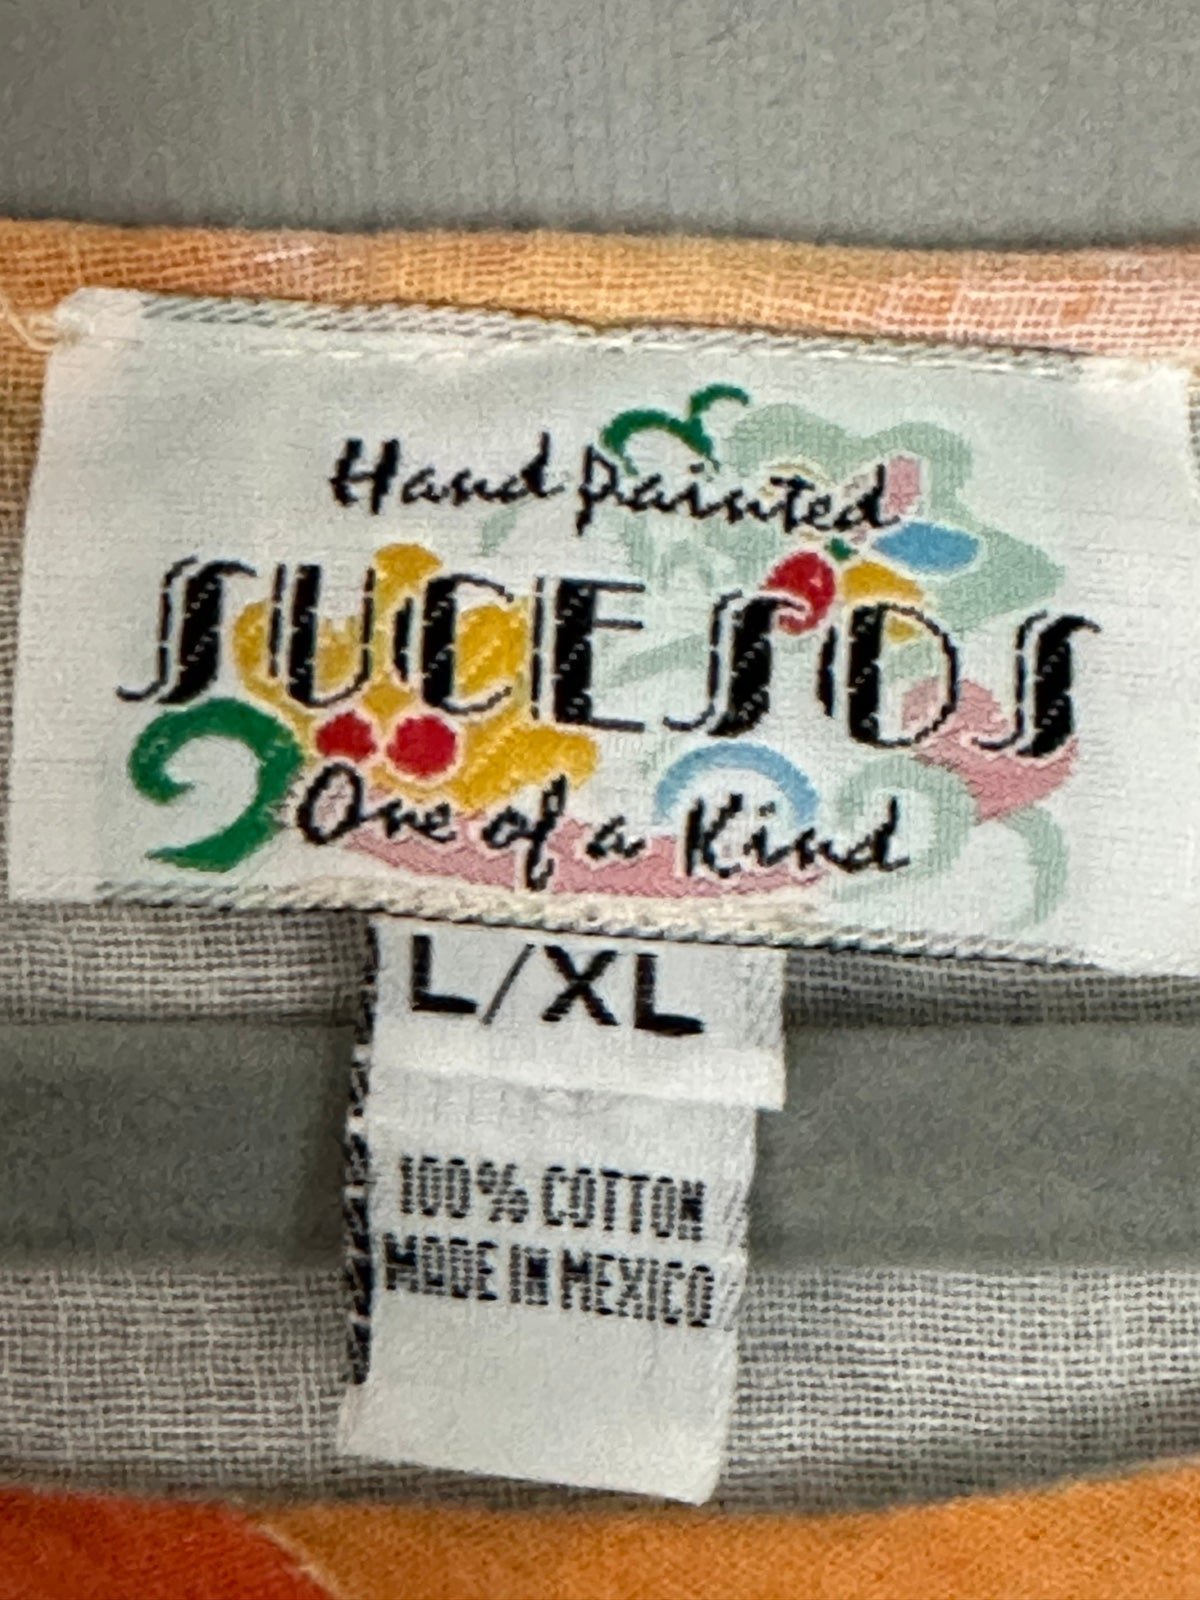 Hand Painted
SUCESOS
One of a Kind
L/XL
100% COTTON
MADE IN MEXICO